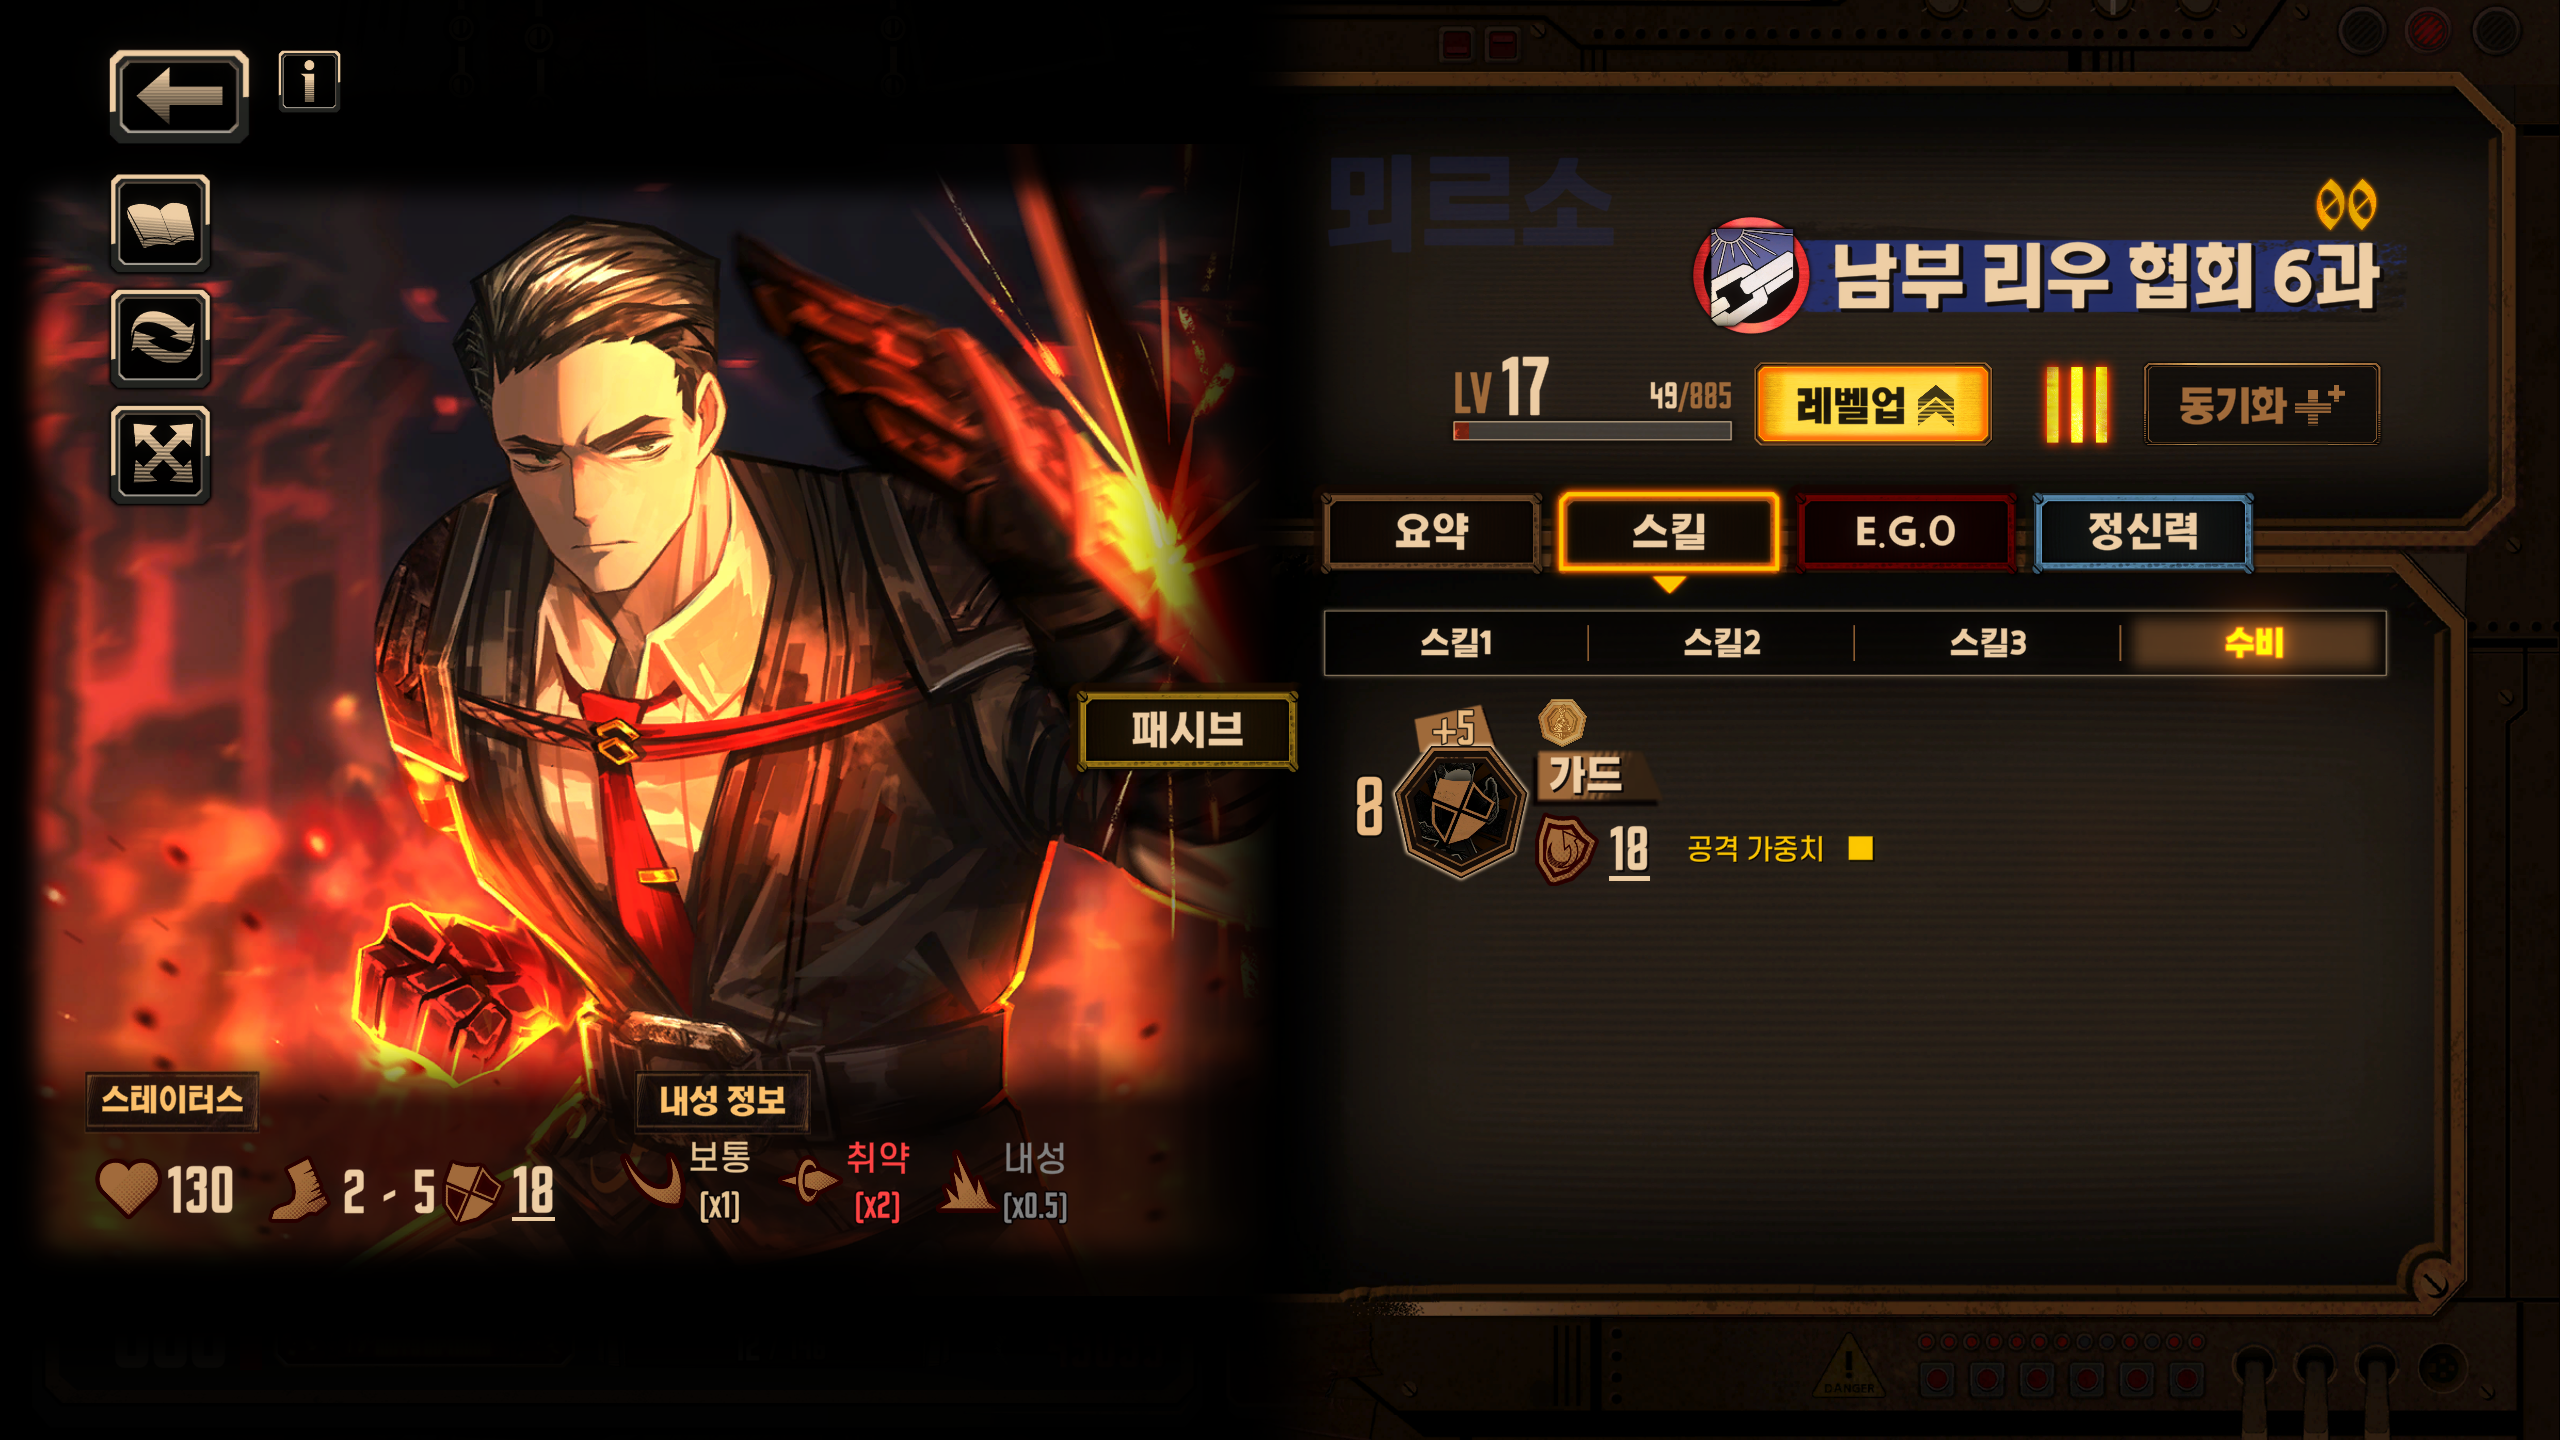 뫼르소
남부 리우 협회 6과
LV 17
49/885
레벨업
동기화
요약
스킬
E.G.O
정신력
스킬1
스킬2
스킬3
수비
패시브
+5
8
가드
18
공격 가중치
스테이터스
130
2 - 5
18
내성 정보
보통
[x1]
취약
[x2]
내성
[x0.5]
DANGER